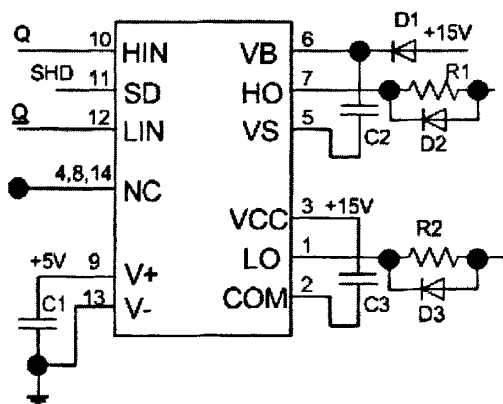 D1
Q 10 HIN VB 6 +15V
SHD 11 SD HO 7 R1
Q 12 LIN VS 5 C2 D2
4,8,14 NC
VCC 3 +15V
+5V 9 V+ LO 1 R2
C1 13 V- COM 2 C3 D3